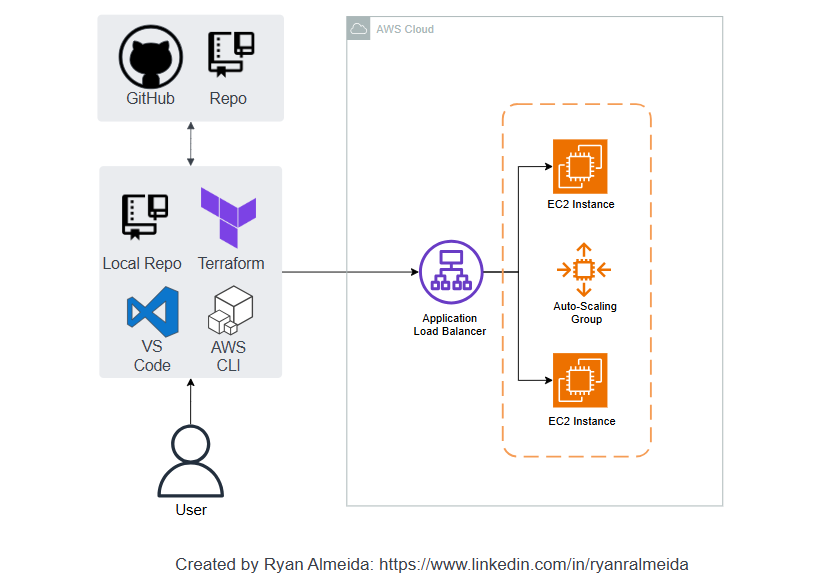 GitHub
Repo
Local Repo
Terraform
VS
Code
AWS
CLI
User
AWS Cloud
Application
Load Balancer
EC2 Instance
Auto-Scaling
Group
EC2 Instance
Created by Ryan Almeida: https://www.linkedin.com/in/ryanralmeida